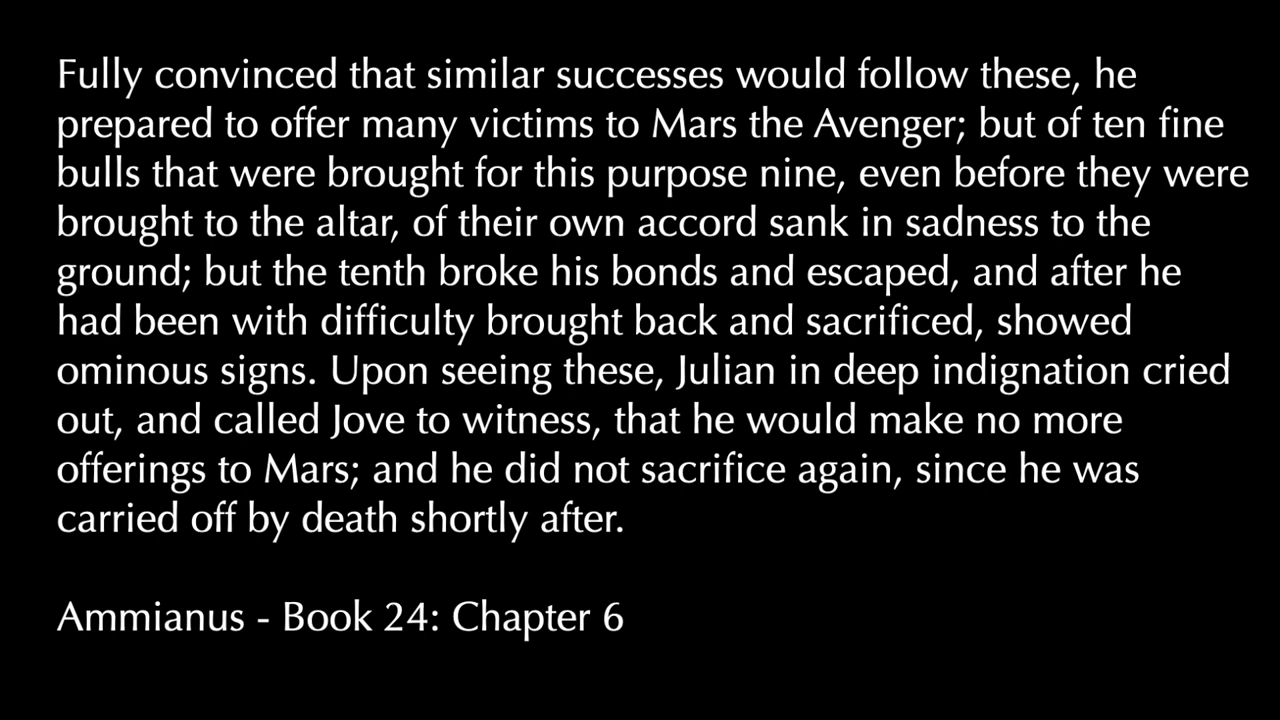 Fully convinced that similar successes would follow these, he
prepared to offer many victims to Mars the Avenger; but of ten fine
bulls that were brought for this purpose nine, even before they were
brought to the altar, of their own accord sank in sadness to the
ground; but the tenth broke his bonds and escaped, and after he
had been with difficulty brought back and sacrificed, showed
ominous signs. Upon seeing these, Julian in deep indignation cried
out, and called Jove to witness, that he would make no more
offerings to Mars; and he did not sacrifice again, since he was
carried off by death shortly after.
Ammianus - Book 24: Chapter 6